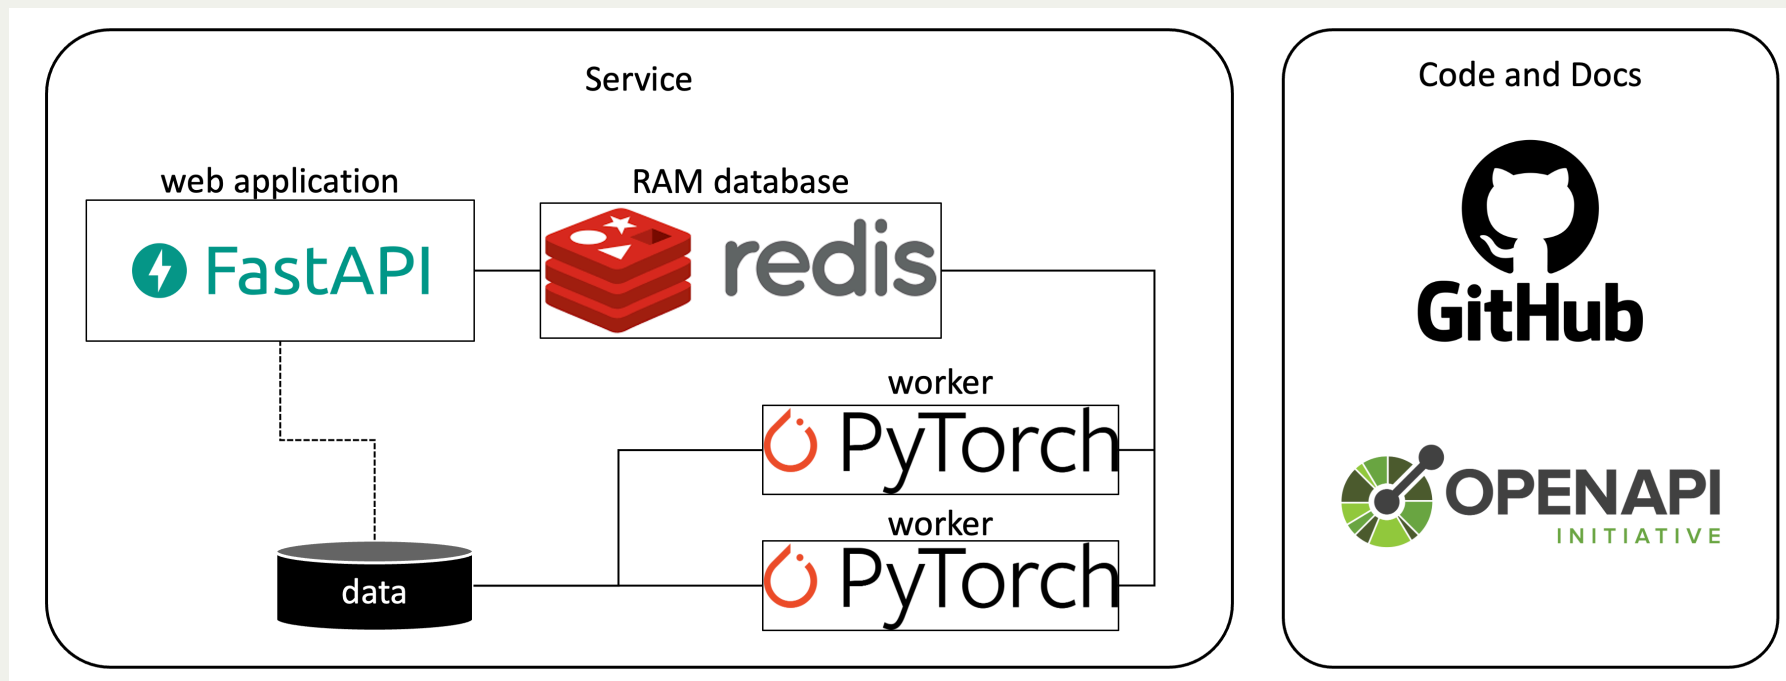 Service
web application
FastAPI
RAM database
redis
worker
PyTorch
worker
PyTorch
data
Code and Docs
GitHub
OPENAPI
INITIATIVE